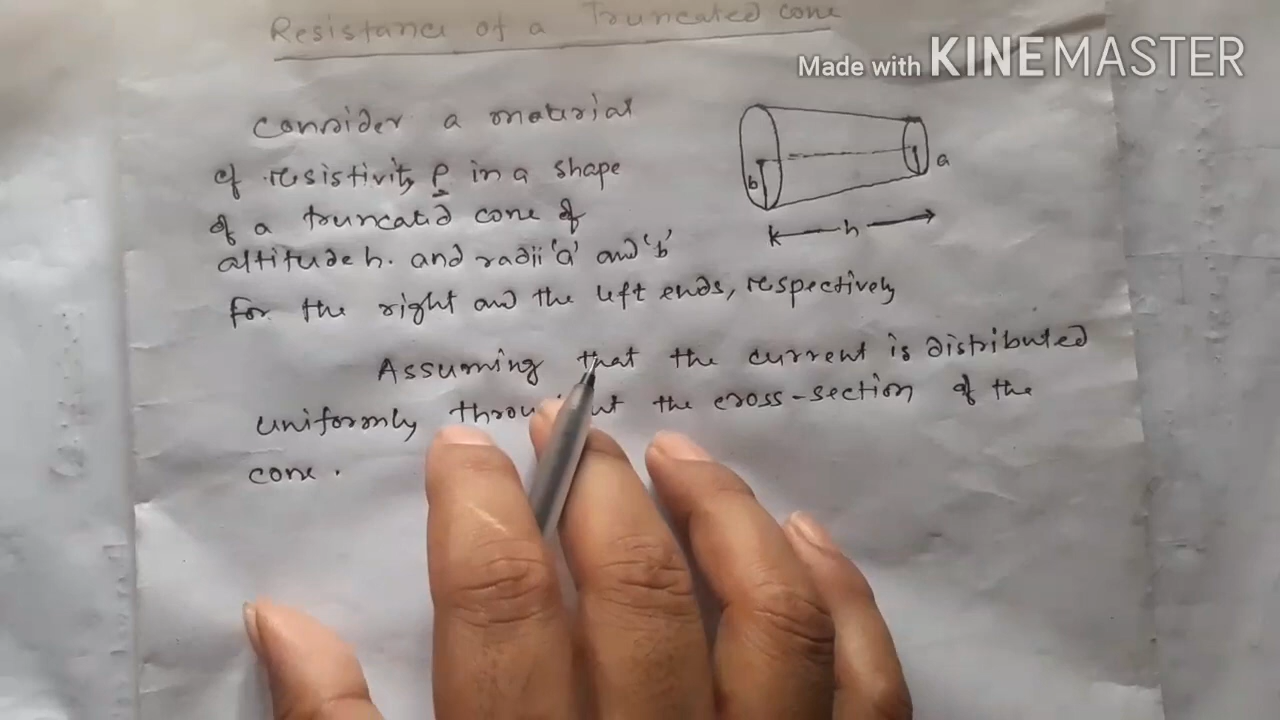 Resistance of a Truncated cone
Made with KINEMASTER
Consider a material
of resistivity ρ in a shape
of a truncated cone of
altitude h. and radii 'a' and 'b'
for the right and the left ends, respectively
b
a
h
Assuming that the current is distributed
uniformly the cross-section of the
cone.